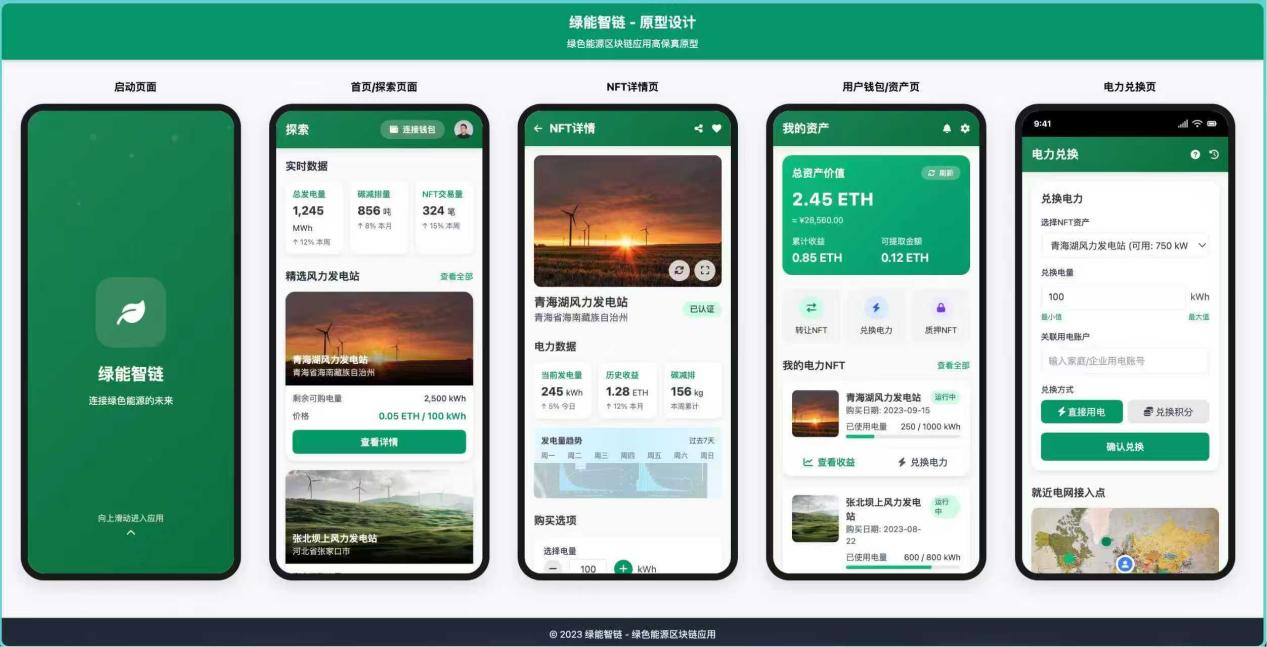 绿能智链 - 原型设计
绿色能源区块链应用高保真原型
启动页面
绿能智链
连接绿色能源的未来
向上滑动进入应用
首页/探索页面
探索
连接钱包
实时数据
总发电量
1,245
MWh
↑ 12% 本周
碳减排量
856 吨
↑ 8% 本月
NFT交易量
324 笔
↑ 15% 本周
精选风力发电站
查看全部
青海湖风力发电站
青海省海南藏族自治州
剩余可购电量
2,500 kWh
价格
0.05 ETH / 100 kWh
查看详情
张北坝上风力发电站
河北省张家口市
NFT详情页
← NFT详情
青海湖风力发电站
已认证
青海省海南藏族自治州
电力数据
当前发电量
245 kWh
↑ 5% 今日
历史收益
1.28 ETH
↑ 12% 本月
碳减排
156 kg
本周累计
发电量趋势
过去7天
周一 周二 周三 周四 周五 周六 周日
购买选项
选择电量
− 100 + kWh
用户钱包/资产页
我的资产
总资产价值
刷新
2.45 ETH
≈ ¥28,560.00
累计收益
0.85 ETH
可提取金额
0.12 ETH
转让NFT
兑换电力
质押NFT
我的电力NFT
查看全部
青海湖风力发电站
运行中
购买日期: 2023-09-15
已使用电量 250 / 1000 kWh
查看收益
兑换电力
张北坝上风力发电
站
运行
中
购买日期: 2023-08-
22
已使用电量 600 / 800 kWh
电力兑换页
9:41
电力兑换
兑换电力
选择NFT资产
青海湖风力发电站 (可用: 750 kW
兑换电量
100
kWh
最小值
最大值
关联用电账户
输入家庭/企业用电账号
兑换方式
直接用电
兑换积分
确认兑换
就近电网接入点
© 2023 绿能智链 - 绿色能源区块链应用